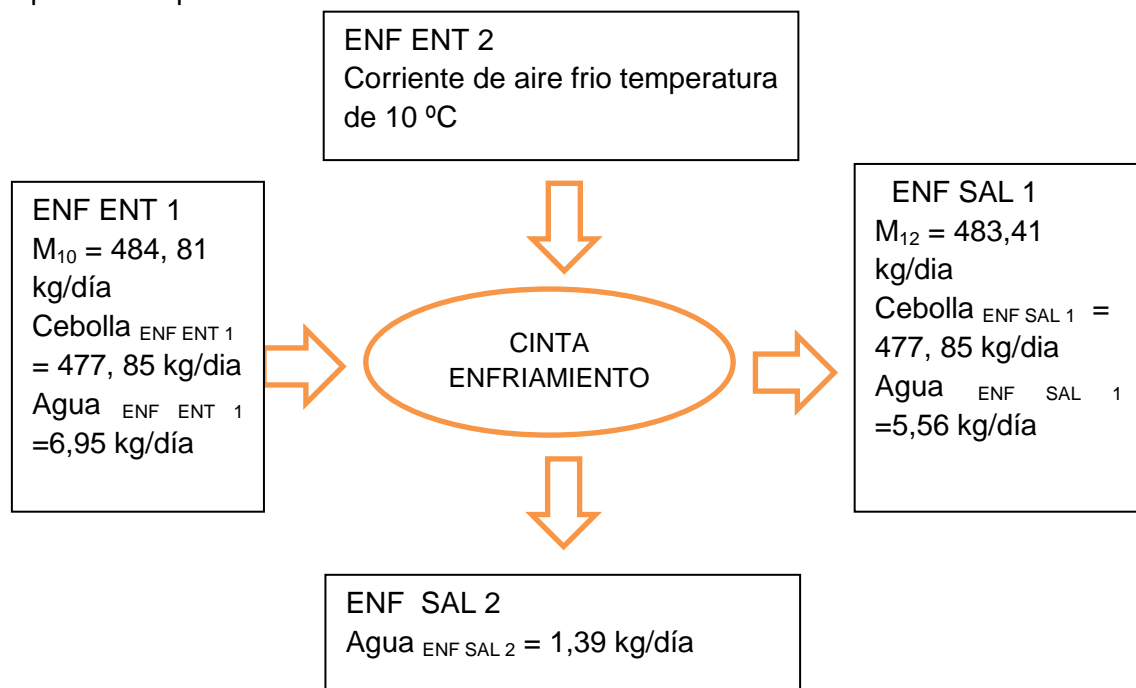 ENF ENT 2
Corriente de aire frio temperatura
de 10 ºC
ENF ENT 1
M10 = 484, 81
kg/día
Cebolla ENF ENT 1
= 477, 85 kg/dia
Agua ENF ENT 1
=6,95 kg/día
CINTA
ENFRIAMIENTO
ENF SAL 1
M12 = 483,41
kg/dia
Cebolla ENF SAL 1 =
477, 85 kg/dia
Agua ENF SAL 1
=5,56 kg/día
ENF SAL 2
Agua ENF SAL 2 = 1,39 kg/día